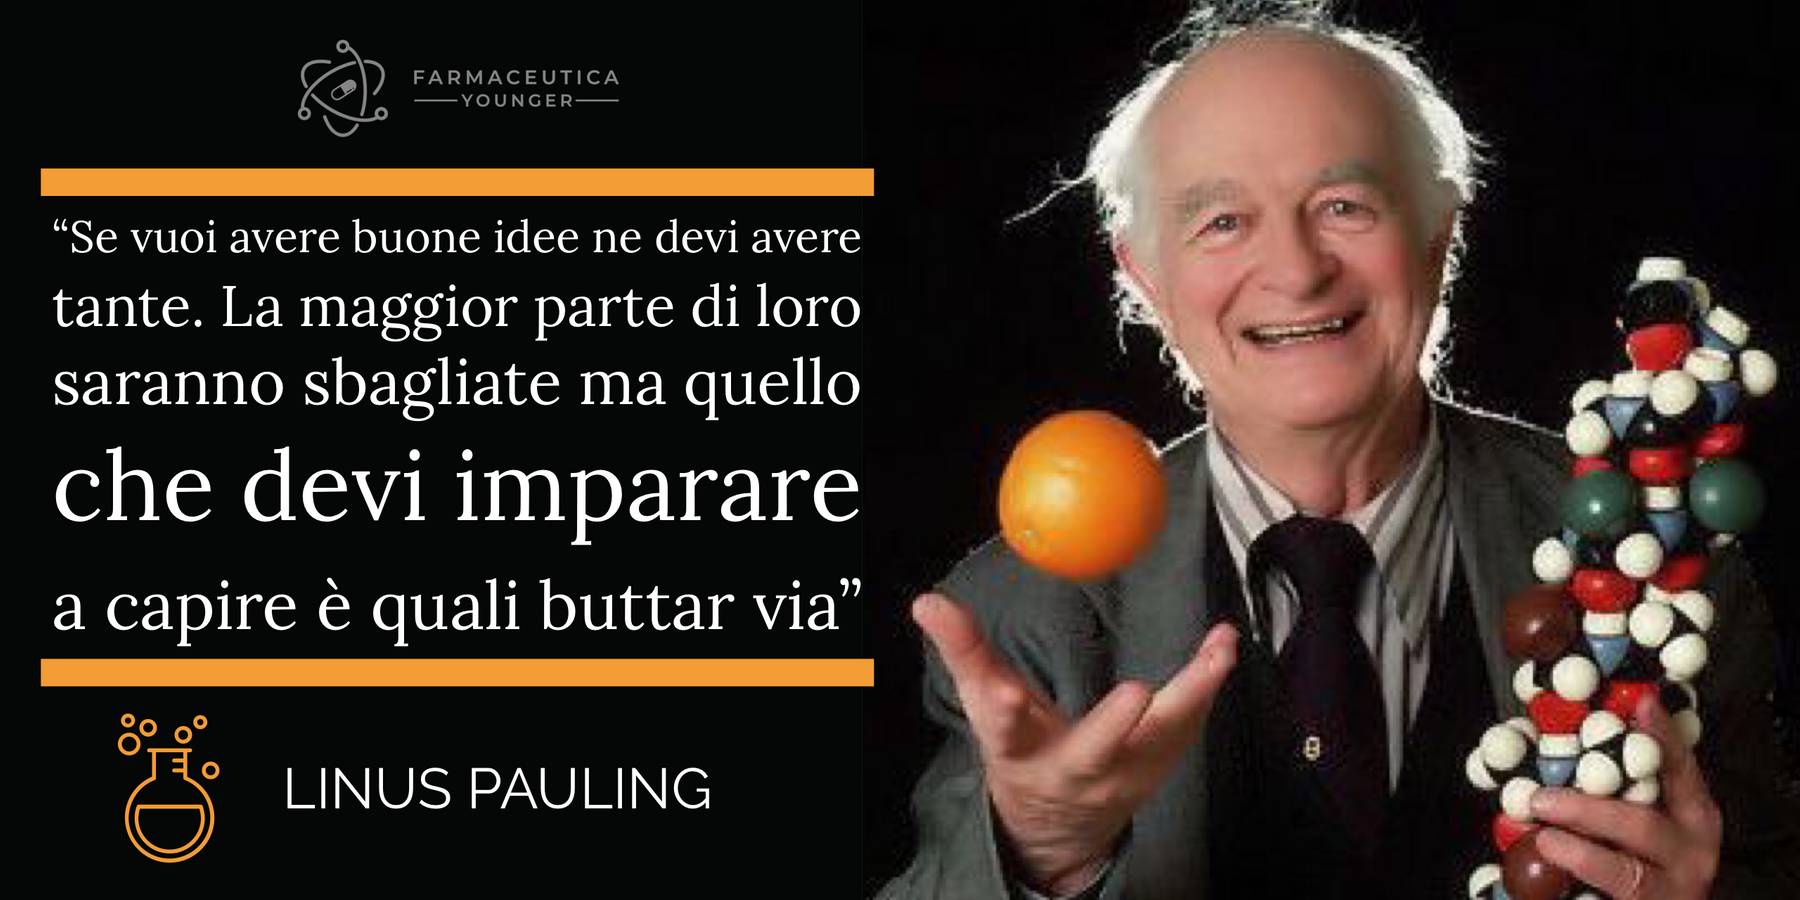 FARMACEUTICA
YOUNGER
“Se vuoi avere buone idee ne devi avere
tante. La maggior parte di loro
saranno sbagliate ma quello
che devi imparare
a capire è quali buttar via”
LINUS PAULING